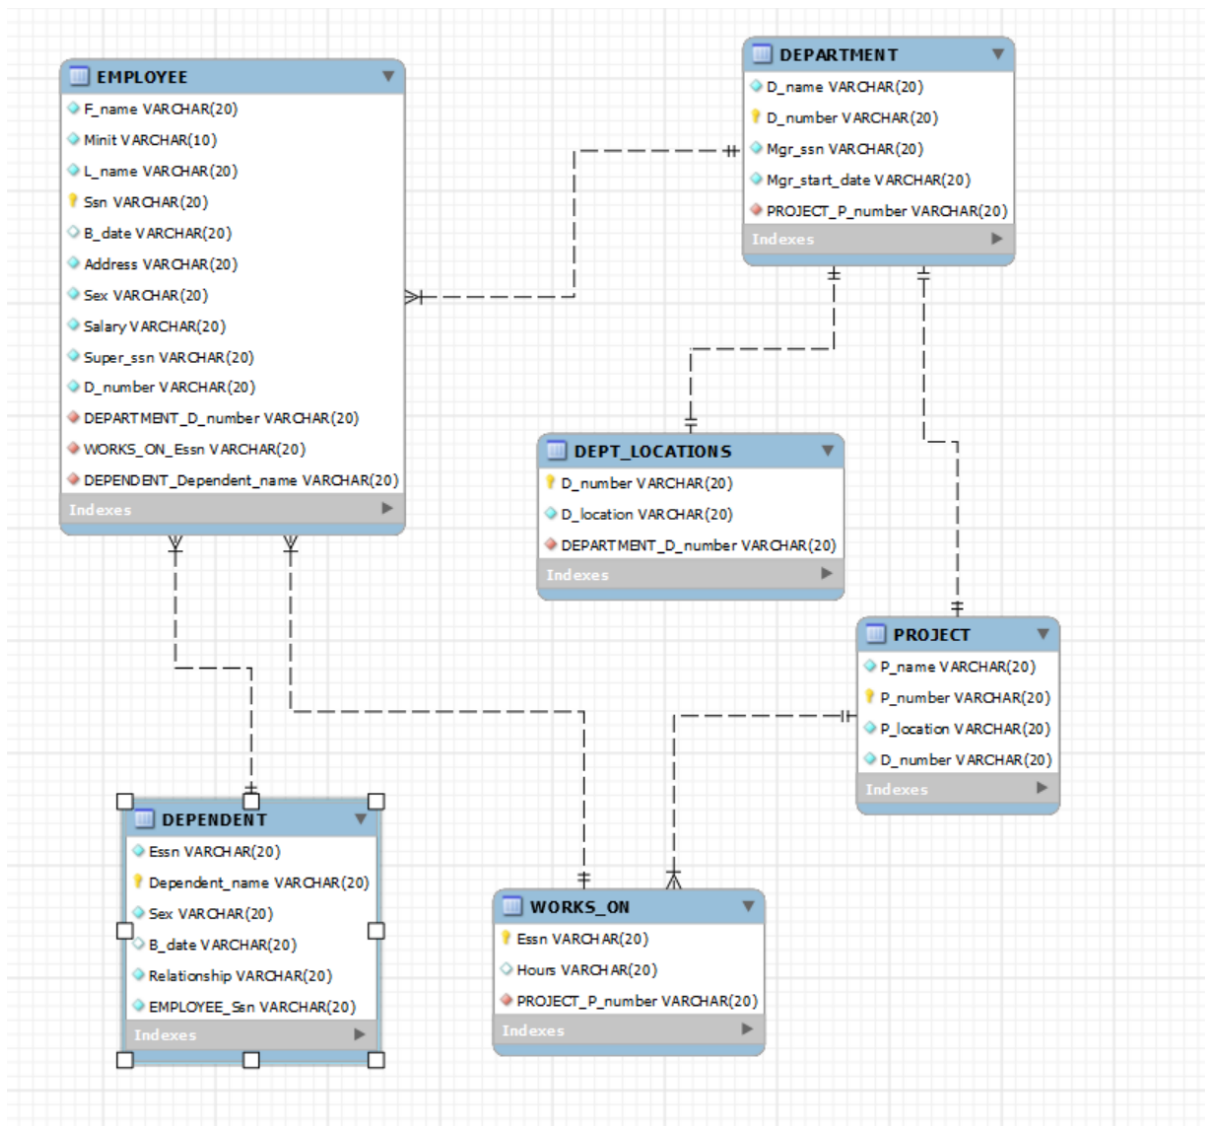 EMPLOYEE
F_name VARCHAR(20)
Minit VARCHAR(10)
L_name VARCHAR(20)
Ssn VARCHAR(20)
B_date VARCHAR(20)
Address VARCHAR(20)
Sex VARCHAR(20)
Salary VARCHAR(20)
Super_ssn VARCHAR(20)
D_number VARCHAR(20)
DEPARTMENT_D_number VARCHAR(20)
WORKS_ON_Essn VARCHAR(20)
DEPENDENT_Dependent_name VARCHAR(20)
Indexes
DEPARTMENT
D_name VARCHAR(20)
D_number VARCHAR(20)
Mgr_ssn VARCHAR(20)
Mgr_start_date VARCHAR(20)
PROJECT_P_number VARCHAR(20)
Indexes
DEPT_LOCATIONS
D_number VARCHAR(20)
D_location VARCHAR(20)
DEPARTMENT_D_number VARCHAR(20)
Indexes
PROJECT
P_name VARCHAR(20)
P_number VARCHAR(20)
P_location VARCHAR(20)
D_number VARCHAR(20)
Indexes
DEPENDENT
Essn VARCHAR(20)
Dependent_name VARCHAR(20)
Sex VARCHAR(20)
B_date VARCHAR(20)
Relationship VARCHAR(20)
EMPLOYEE_Ssn VARCHAR(20)
Indexes
WORKS_ON
Essn VARCHAR(20)
Hours VARCHAR(20)
PROJECT_P_number VARCHAR(20)
Indexes